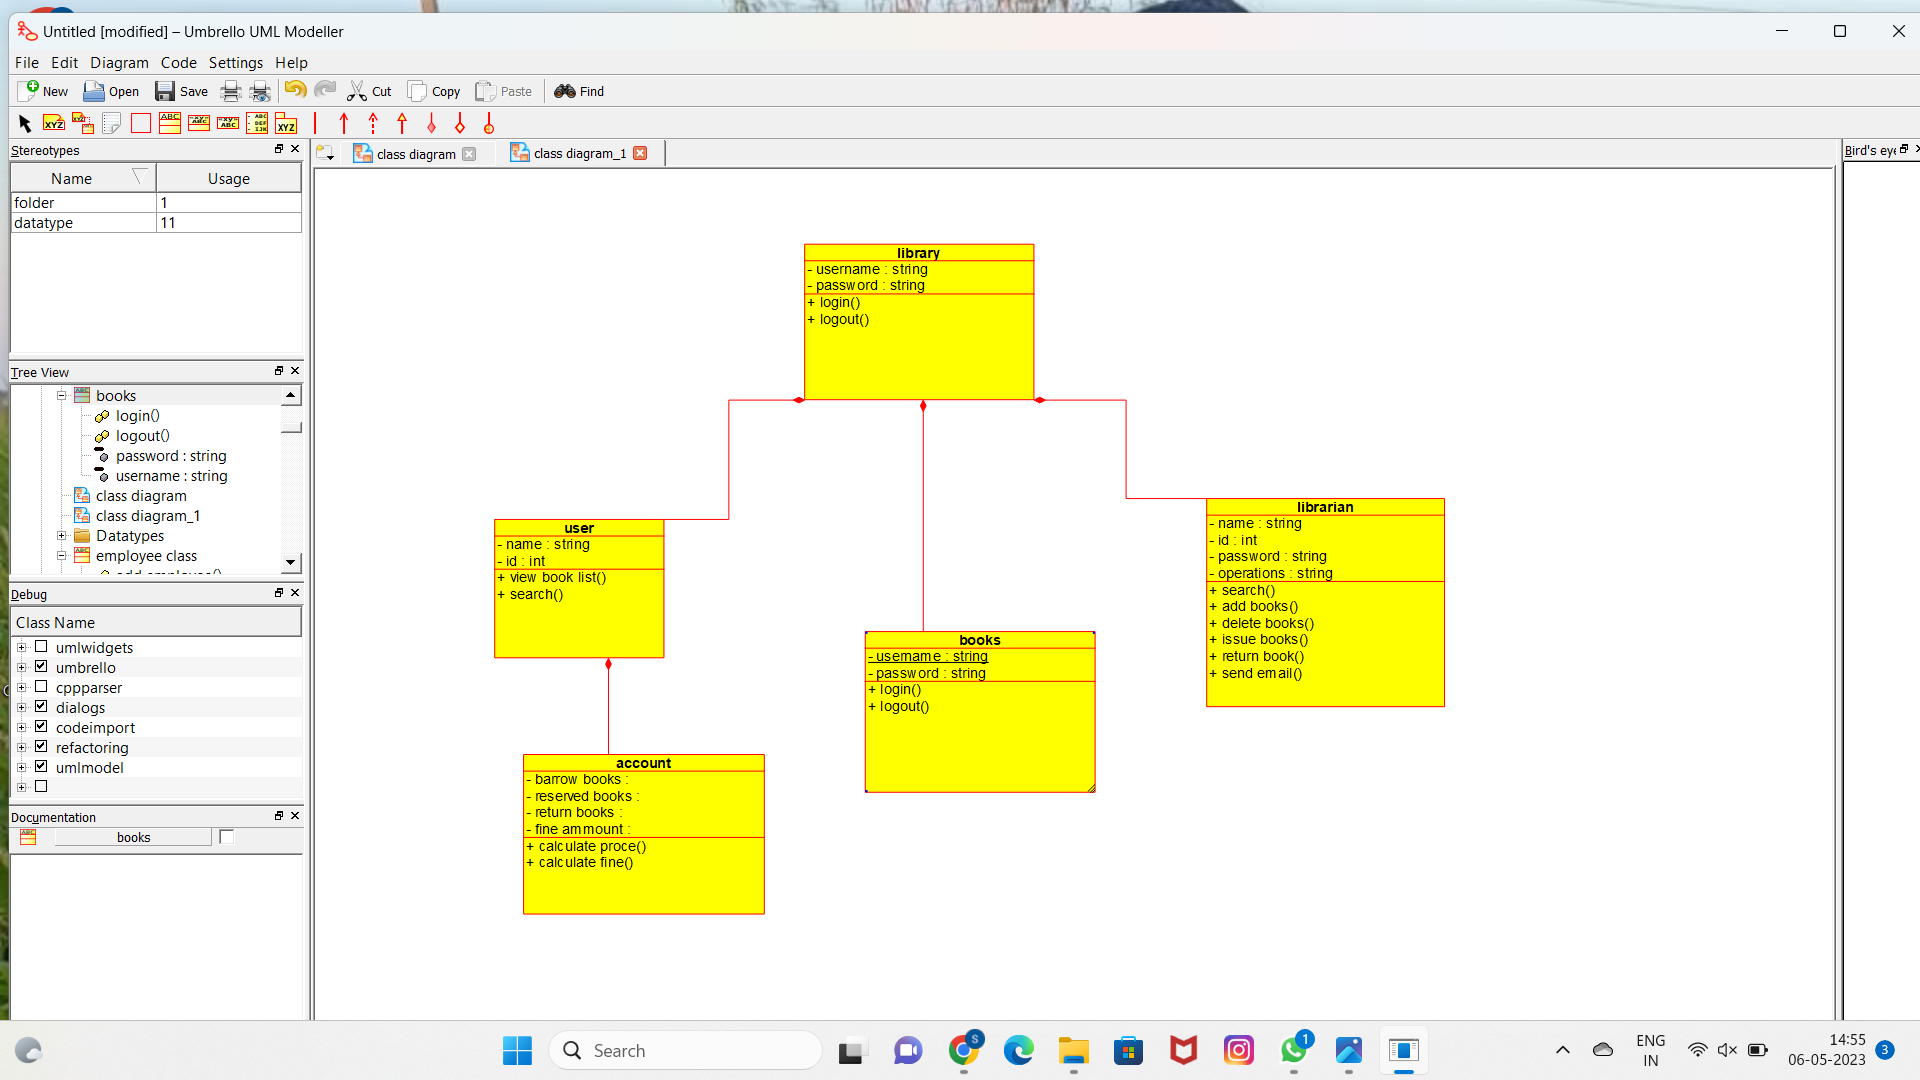 Untitled [modified] – Umbrello UML Modeller
File Edit Diagram Code Settings Help
New Open Save Cut Copy Paste Find
Stereotypes
Name Usage
folder 1
datatype 11
Tree View
books
login()
logout()
password : string
username : string
class diagram
class diagram_1
Datatypes
employee class
Debug
Class Name
umlwidgets
umbrello
cppparser
dialogs
codeimport
refactoring
umlmodel
Documentation
books
class diagram class diagram_1
Bird's eye
library
- username : string
- password : string
+ login()
+ logout()
user
- name : string
- id : int
+ view book list()
+ search()
librarian
- name : string
- id : int
- password : string
- operations : string
+ search()
+ add books()
+ delete books()
+ issue books()
+ return book()
+ send email()
books
- username : string
- password : string
+ login()
+ logout()
account
- barrow books :
- reserved books :
- return books :
- fine ammount :
+ calculate proce()
+ calculate fine()
Search
S
1
ENG
IN
14:55
06-05-2023
3